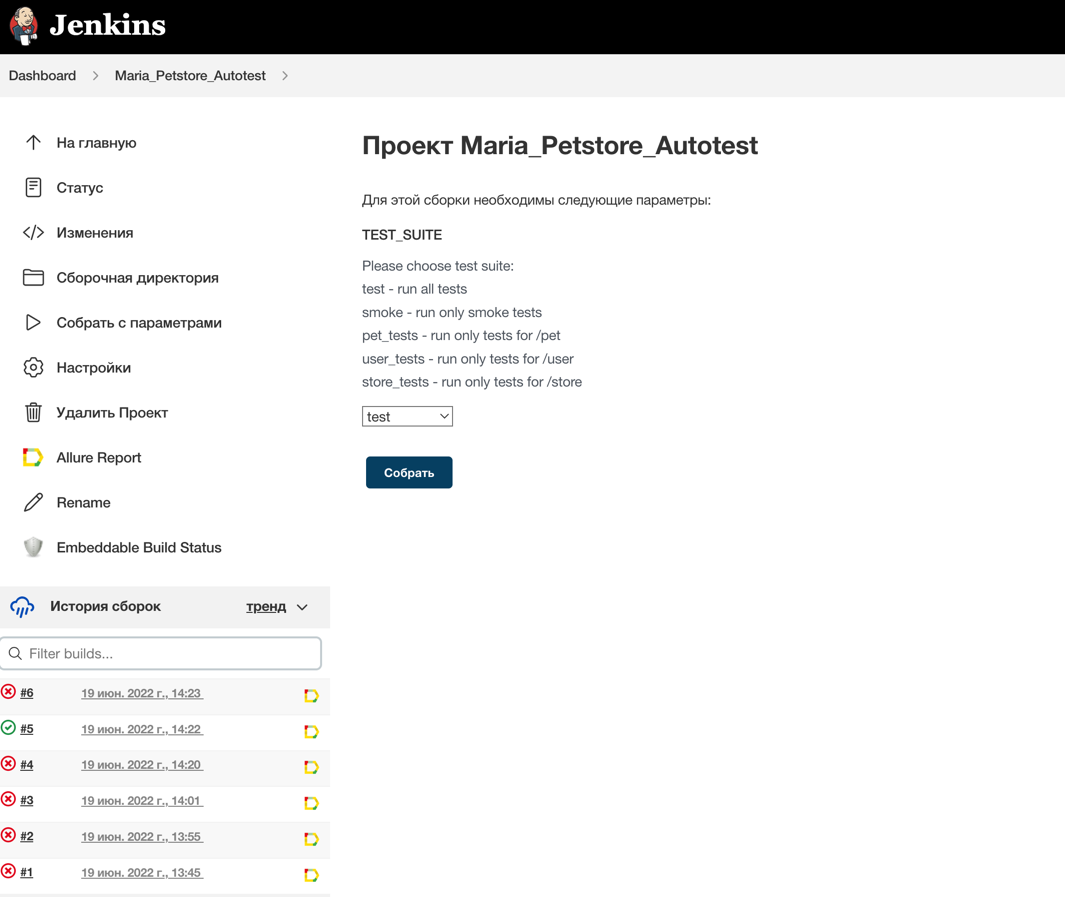 Jenkins
Dashboard
Maria_Petstore_Autotest
На главную
Статус
Изменения
Сборочная директория
Собрать с параметрами
Настройки
Удалить Проект
Allure Report
Rename
Embeddable Build Status
История сборок
тренд
Filter builds...
#6 19 июн. 2022 г., 14:23
#5 19 июн. 2022 г., 14:22
#4 19 июн. 2022 г., 14:20
#3 19 июн. 2022 г., 14:01
#2 19 июн. 2022 г., 13:55
#1 19 июн. 2022 г., 13:45
Проект Maria_Petstore_Autotest
Для этой сборки необходимы следующие параметры:
TEST_SUITE
Please choose test suite:
test - run all tests
smoke - run only smoke tests
pet_tests - run only tests for /pet
user_tests - run only tests for /user
store_tests - run only tests for /store
test
Собрать